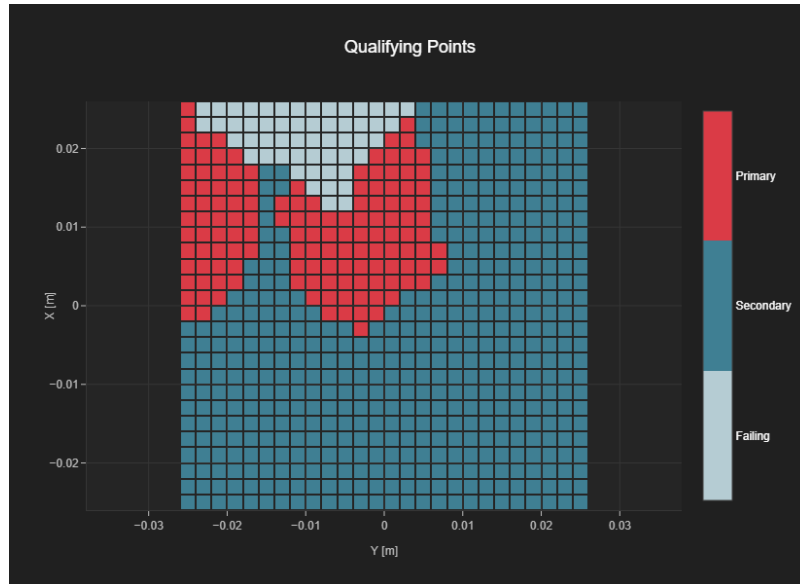 Qualifying Points
0.02
0.01
0
−0.01
−0.02
X [m]
−0.03
−0.02
−0.01
0
0.01
0.02
0.03
Y [m]
Primary
Secondary
Failing